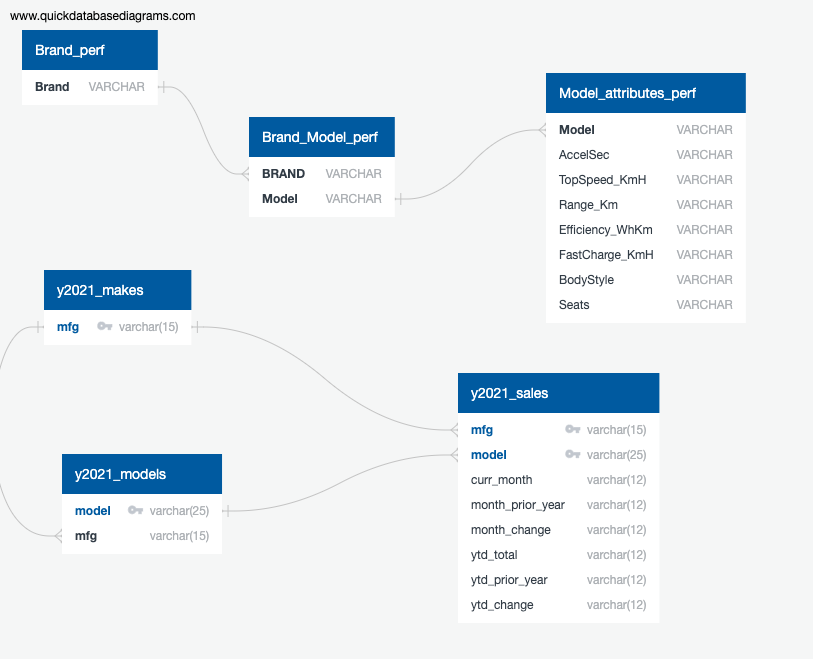 www.quickdatabasediagrams.com
Brand_perf
Brand VARCHAR
Brand_Model_perf
BRAND VARCHAR
Model VARCHAR
Model_attributes_perf
Model VARCHAR
AccelSec VARCHAR
TopSpeed_KmH VARCHAR
Range_Km VARCHAR
Efficiency_WhKm VARCHAR
FastCharge_KmH VARCHAR
BodyStyle VARCHAR
Seats VARCHAR
y2021_makes
mfg varchar(15)
y2021_models
model varchar(25)
mfg varchar(15)
y2021_sales
mfg varchar(15)
model varchar(25)
curr_month varchar(12)
month_prior_year varchar(12)
month_change varchar(12)
ytd_total varchar(12)
ytd_prior_year varchar(12)
ytd_change varchar(12)